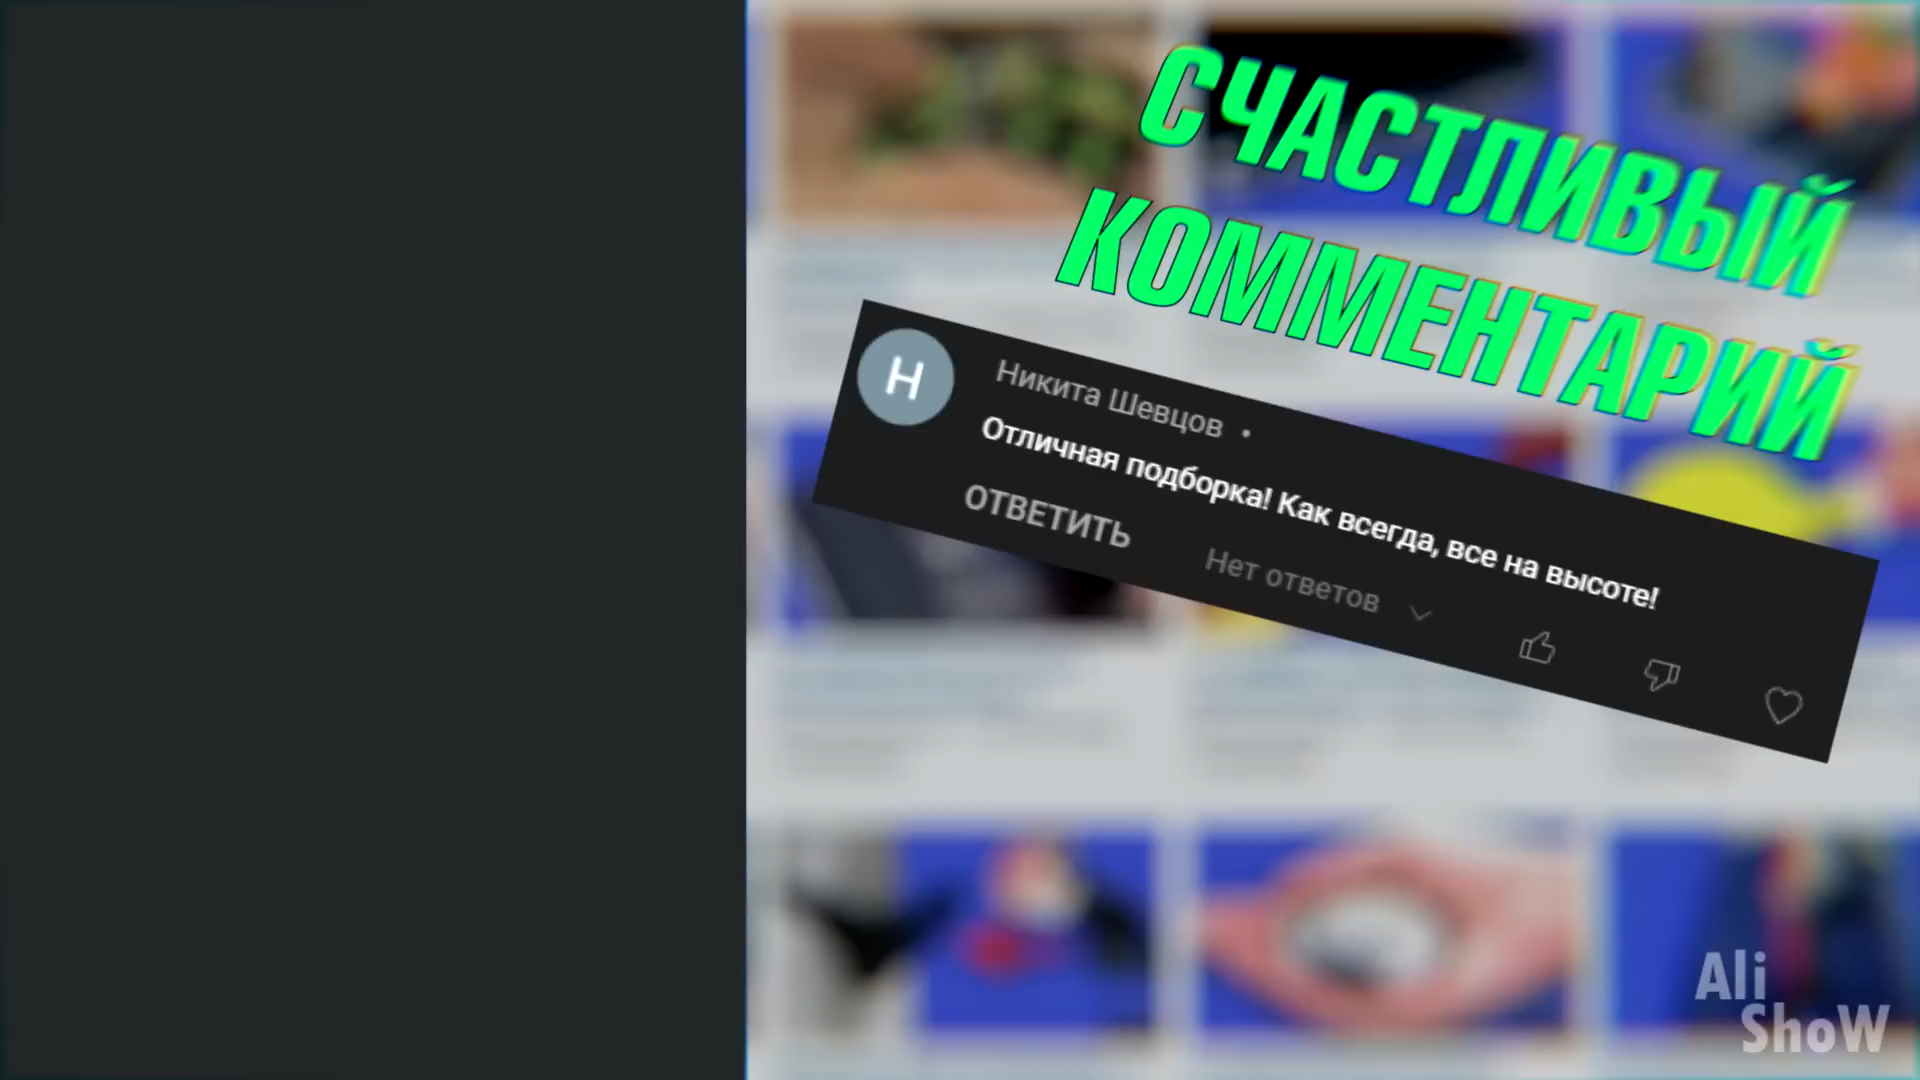 СЧАСТЛИВЫЙ
КОММЕНТАРИЙ
Н
Никита Шевцов •
Отличная подборка! Как всегда, все на высоте!
ОТВЕТИТЬ
Нет ответов
Ali
ShoW